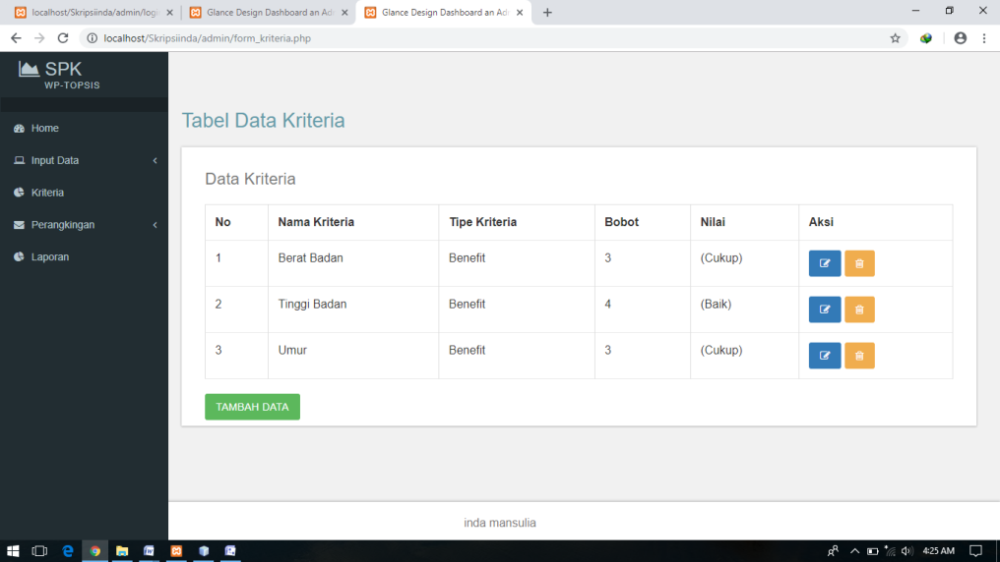 localhost/Skripsiinda/admin/logi
Glance Design Dashboard an Ad
Glance Design Dashboard an Ad
localhost/Skripsiinda/admin/form_kriteria.php
SPK
WP-TOPSIS
Home
Input Data
Kriteria
Perangkingan
Laporan
Tabel Data Kriteria
Data Kriteria
No Nama Kriteria Tipe Kriteria Bobot Nilai Aksi
1 Berat Badan Benefit 3 (Cukup)
2 Tinggi Badan Benefit 4 (Baik)
3 Umur Benefit 3 (Cukup)
TAMBAH DATA
inda mansulia
4:25 AM